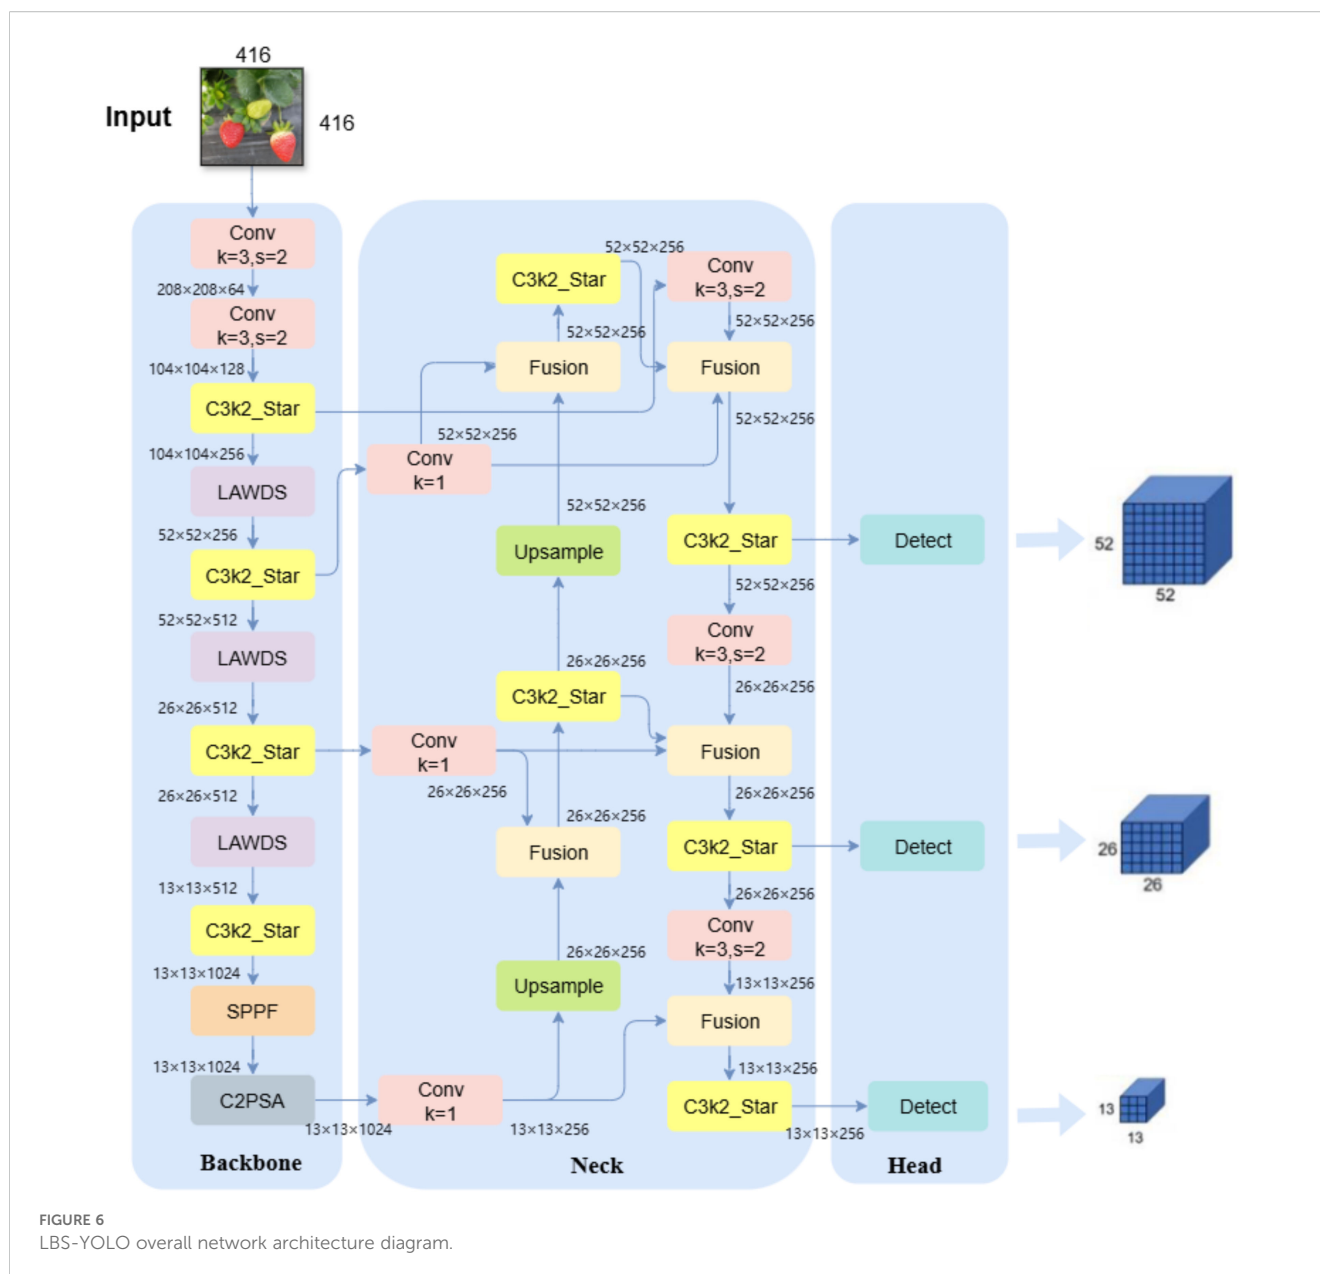 416
Input
416
Conv
k=3,s=2
208×208×64
Conv
k=3,s=2
104×104×128
C3k2_Star
104×104×256
LAWDS
52×52×256
C3k2_Star
52×52×512
LAWDS
26×26×512
C3k2_Star
26×26×512
LAWDS
13×13×512
C3k2_Star
13×13×1024
SPPF
13×13×1024
C2PSA
13×13×1024
Backbone
52×52×256
C3k2_Star
Conv
k=3,s=2
52×52×256
52×52×256
Fusion
Fusion
52×52×256
52×52×256
Conv
k=1
52×52×256
Upsample
C3k2_Star
52×52×256
Conv
k=3,s=2
26×26×256
C3k2_Star
26×26×256
Conv
k=1
Fusion
26×26×256
26×26×256
26×26×256
Fusion
C3k2_Star
26×26×256
Conv
k=3,s=2
26×26×256
Upsample
13×13×256
Fusion
13×13×256
Conv
k=1
C3k2_Star
13×13×256
13×13×256
Neck
Detect
Detect
Detect
Head
52
52
26
26
13
13
FIGURE 6
LBS-YOLO overall network architecture diagram.